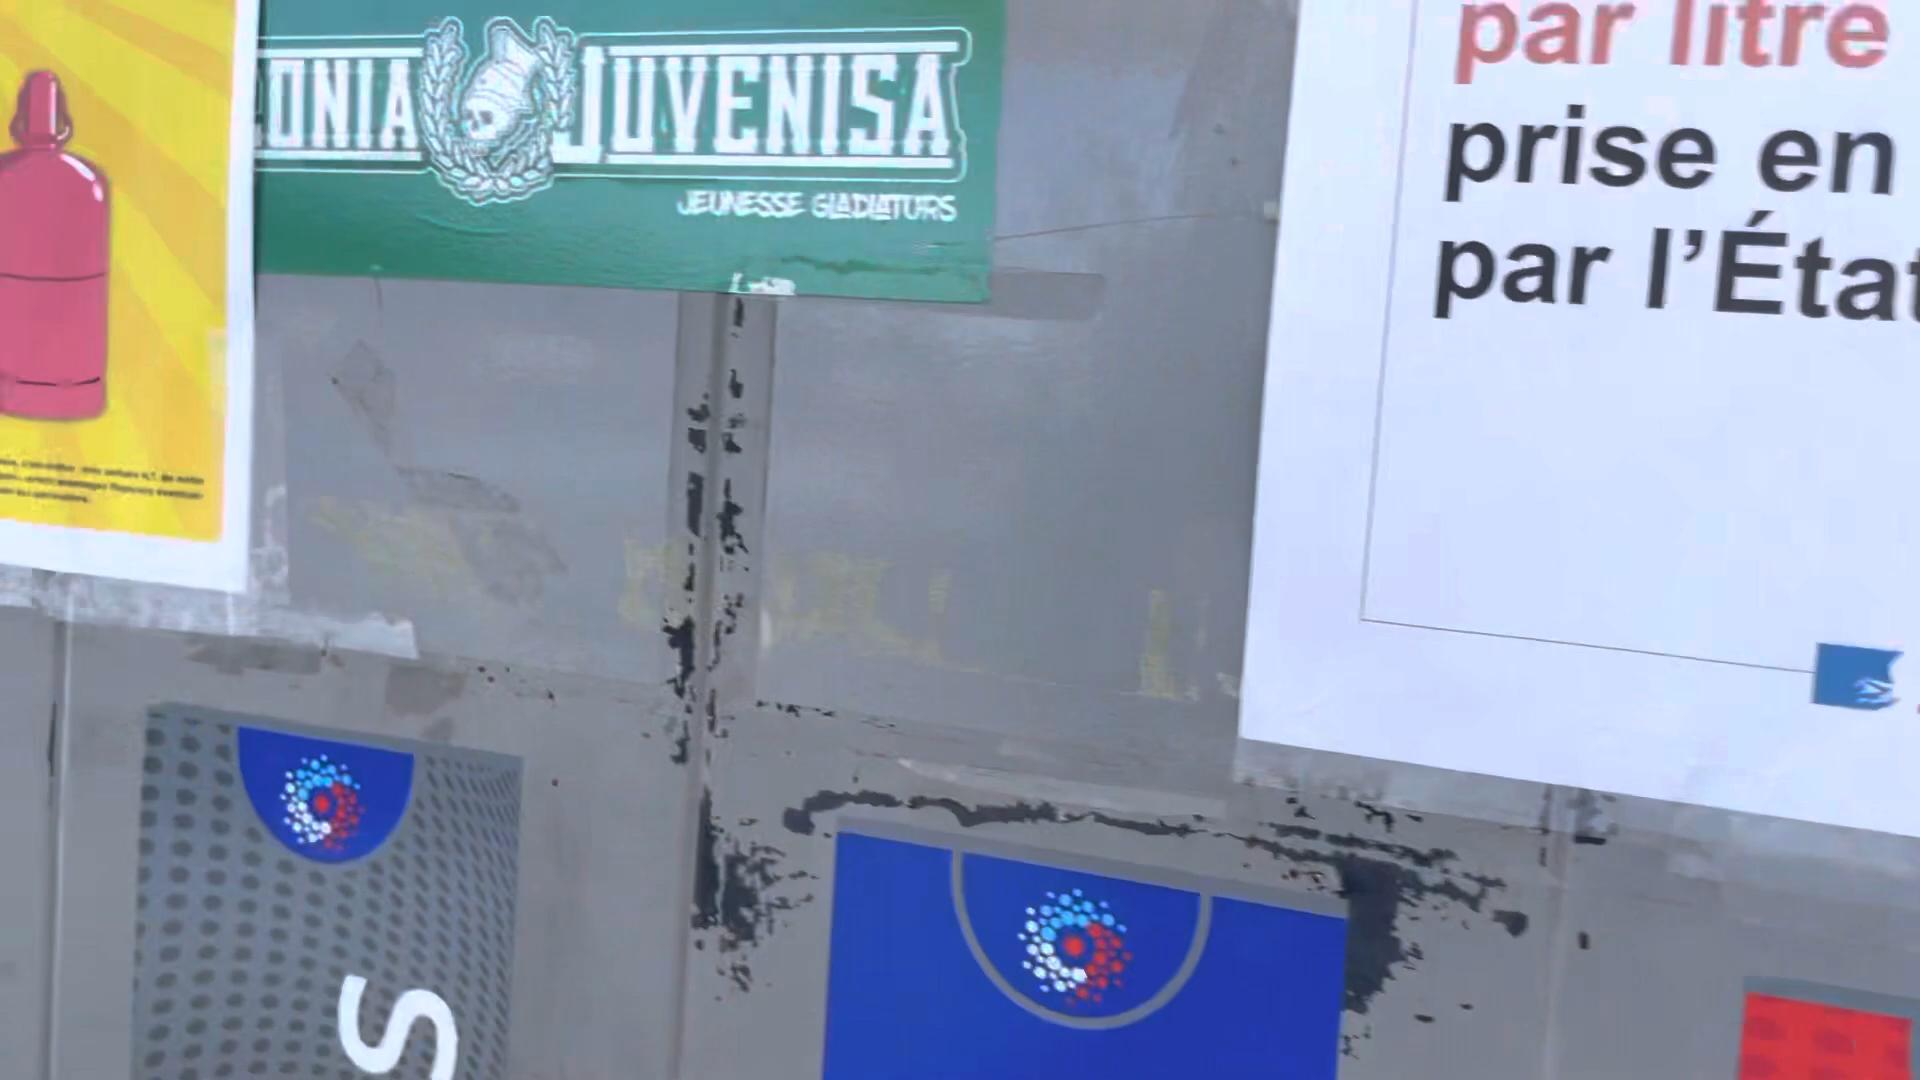 ONIA JUVENISA
JEUNESSE GLADIATURS
par litre
prise en
par l'État
S